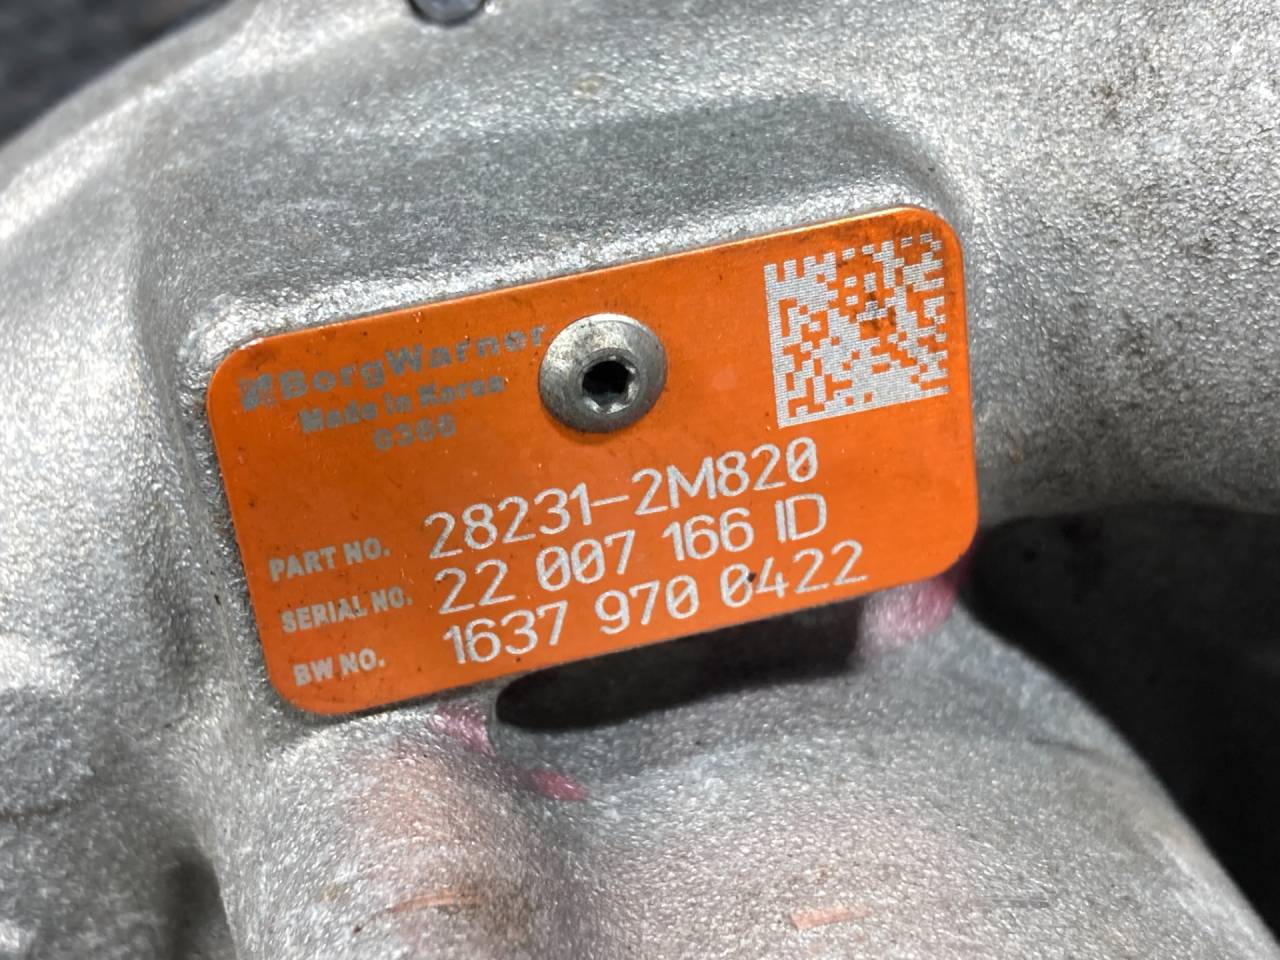 BorgWarner
Made in Korea
0366
PART NO. 28231-2M820
SERIAL NO. 22 007 166 ID
BW NO. 1637 970 0422